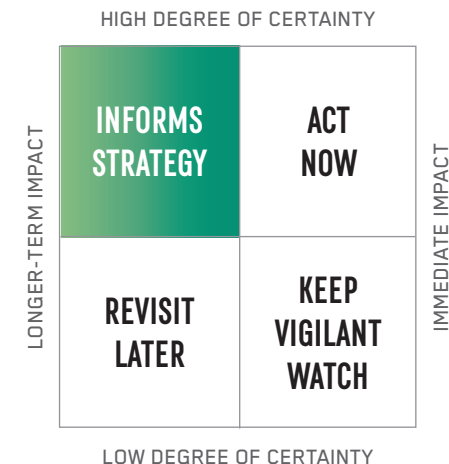 HIGH DEGREE OF CERTAINTY
LONGER-TERM IMPACT
INFORMS
STRATEGY
ACT
NOW
IMMEDIATE IMPACT
REVISIT
LATER
KEEP
VIGILANT
WATCH
LOW DEGREE OF CERTAINTY